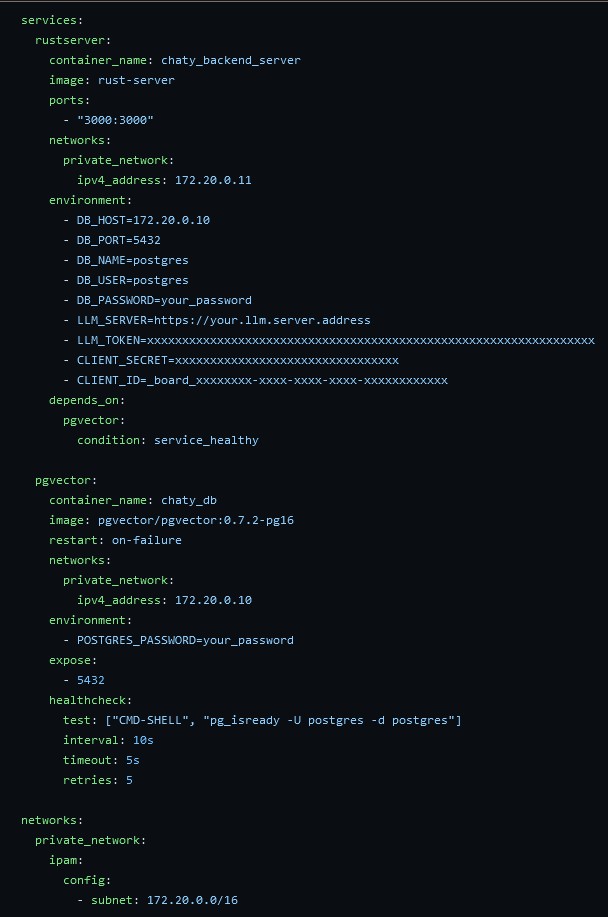 services:
  rustserver:
    container_name: chaty_backend_server
    image: rust-server
    ports:
      - "3000:3000"
    networks:
      private_network:
        ipv4_address: 172.20.0.11
    environment:
      - DB_HOST=172.20.0.10
      - DB_PORT=5432
      - DB_NAME=postgres
      - DB_USER=postgres
      - DB_PASSWORD=your_password
      - LLM_SERVER=https://your.llm.server.address
      - LLM_TOKEN=xxxxxxxxxxxxxxxxxxxxxxxxxxxxxxxxxxxxxxxxxxxxxxxxxxxxxxxxxxxxxxxx
      - CLIENT_SECRET=xxxxxxxxxxxxxxxxxxxxxxxxxxxxxxxx
      - CLIENT_ID=_board_xxxxxxxx-xxxx-xxxx-xxxx-xxxxxxxxxxxx
    depends_on:
      pgvector:
        condition: service_healthy

  pgvector:
    container_name: chaty_db
    image: pgvector/pgvector:0.7.2-pg16
    restart: on-failure
    networks:
      private_network:
        ipv4_address: 172.20.0.10
    environment:
      - POSTGRES_PASSWORD=your_password
    expose:
      - 5432
    healthcheck:
      test: ["CMD-SHELL", "pg_isready -U postgres -d postgres"]
      interval: 10s
      timeout: 5s
      retries: 5

networks:
  private_network:
    ipam:
      config:
        - subnet: 172.20.0.0/16